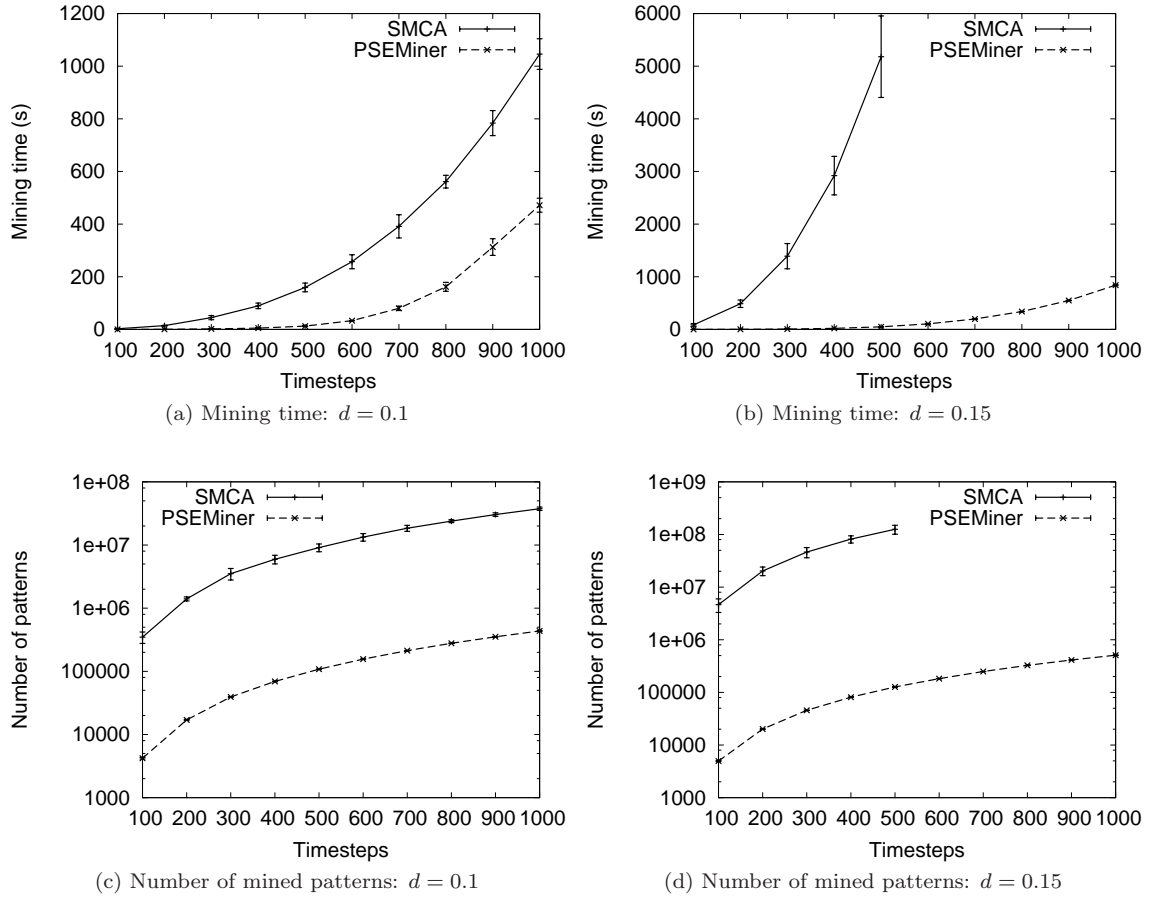 1200
1000
800
600
400
200
0
Mining time (s)
SMCA
PSEMiner
100 200 300 400 500 600 700 800 900 1000
Timesteps
(a) Mining time: d = 0.1
6000
5000
4000
3000
2000
1000
0
Mining time (s)
SMCA
PSEMiner
100 200 300 400 500 600 700 800 900 1000
Timesteps
(b) Mining time: d = 0.15
1e+08
1e+07
1e+06
100000
10000
1000
Number of patterns
SMCA
PSEMiner
100 200 300 400 500 600 700 800 900 1000
Timesteps
(c) Number of mined patterns: d = 0.1
1e+09
1e+08
1e+07
1e+06
100000
10000
1000
Number of patterns
SMCA
PSEMiner
100 200 300 400 500 600 700 800 900 1000
Timesteps
(d) Number of mined patterns: d = 0.15